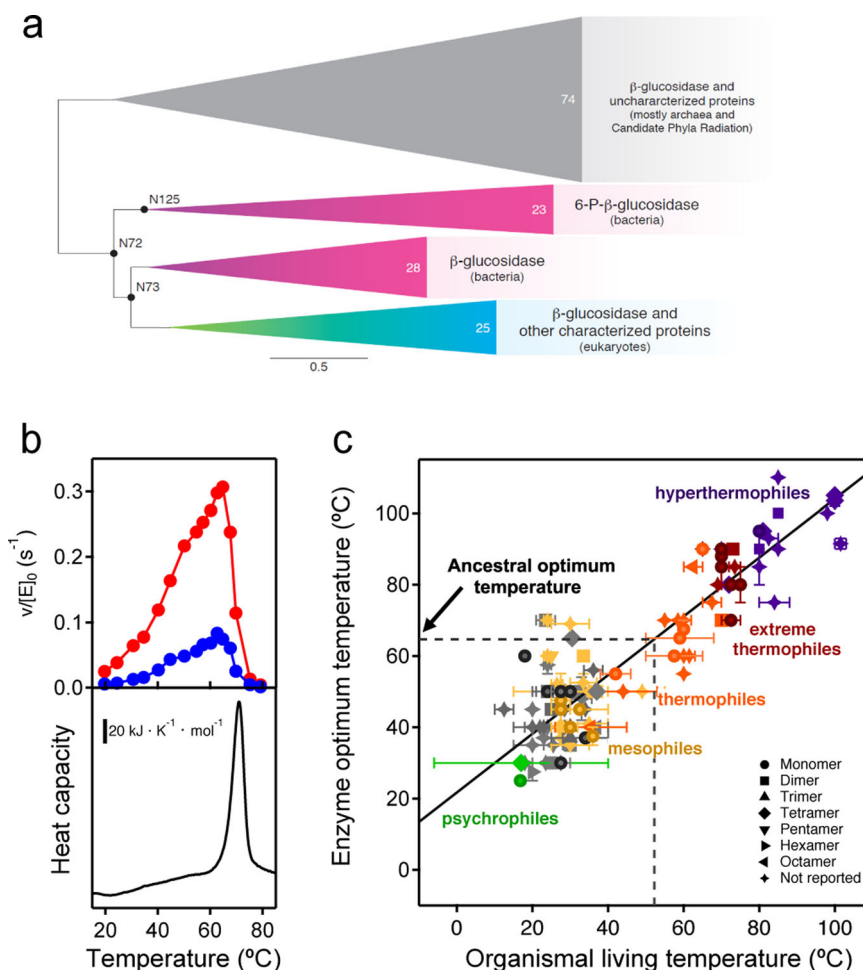 a
74
β-glucosidase and
unchararcterized proteins
(mostly archaea and
Candidate Phyla Radiation)
N125
23
6-P-β-glucosidase
(bacteria)
N72
28
β-glucosidase
(bacteria)
N73
25
β-glucosidase and
other characterized proteins
(eukaryotes)
0.5
b
v/[E]₀ (s⁻¹)
0.3
0.2
0.1
0.0
20 kJ · K⁻¹ · mol⁻¹
Heat capacity
20 40 60 80
Temperature (ºC)
c
Enzyme optimum temperature (ºC)
100
80
60
40
20
0
hyperthermophiles
Ancestral optimum
temperature
extreme
thermophiles
thermophiles
mesophiles
psychrophiles
Monomer
Dimer
Trimer
Tetramer
Pentamer
Hexamer
Octamer
Not reported
0 20 40 60 80 100
Organismal living temperature (ºC)